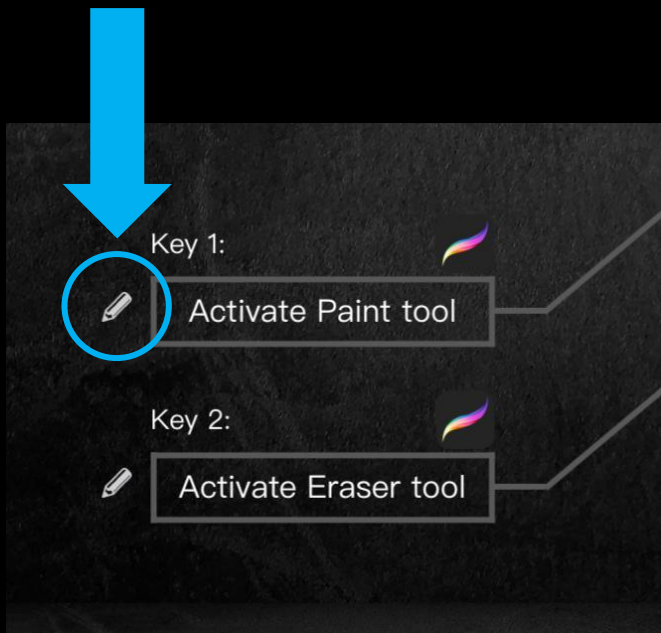 Key 1:
Activate Paint tool
Key 2:
Activate Eraser tool